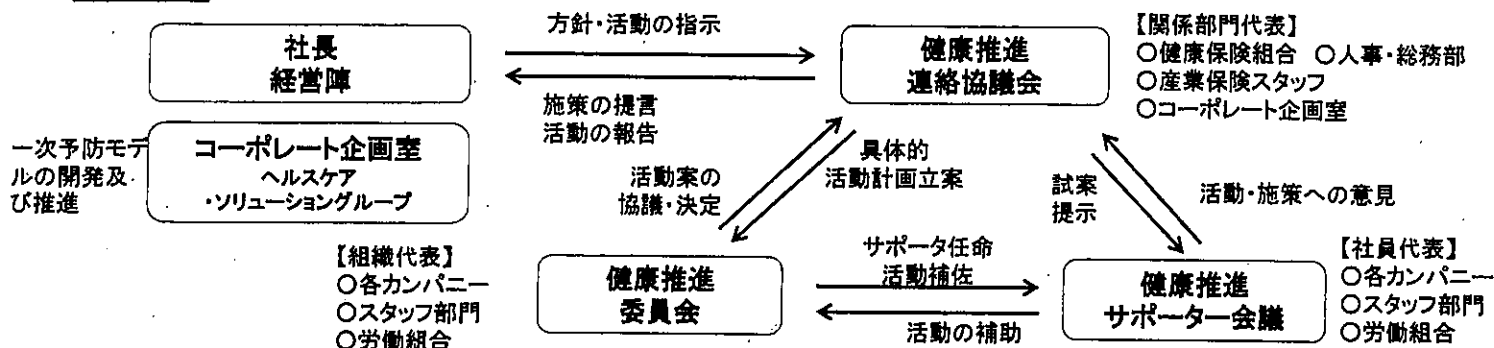 方針・活動の指示
社長
経営陣
健康推進
連絡協議会
【関係部門代表】
○健康保険組合 ○人事・総務部
○産業保険スタッフ
○コーポレート企画室
施策の提言
活動の報告
一次予防モデ
ルの開発及
び推進
コーポレート企画室
ヘルスケア
・ソリューショングループ
活動案の
協議・決定
具体的
活動計画立案
試案
提示
活動・施策への意見
【組織代表】
○各カンパニー
○スタッフ部門
○労働組合
健康推進
委員会
サポータ任命
活動補佐
活動の補助
健康推進
サポーター会議
【社員代表】
○各カンパニー
○スタッフ部門
○労働組合